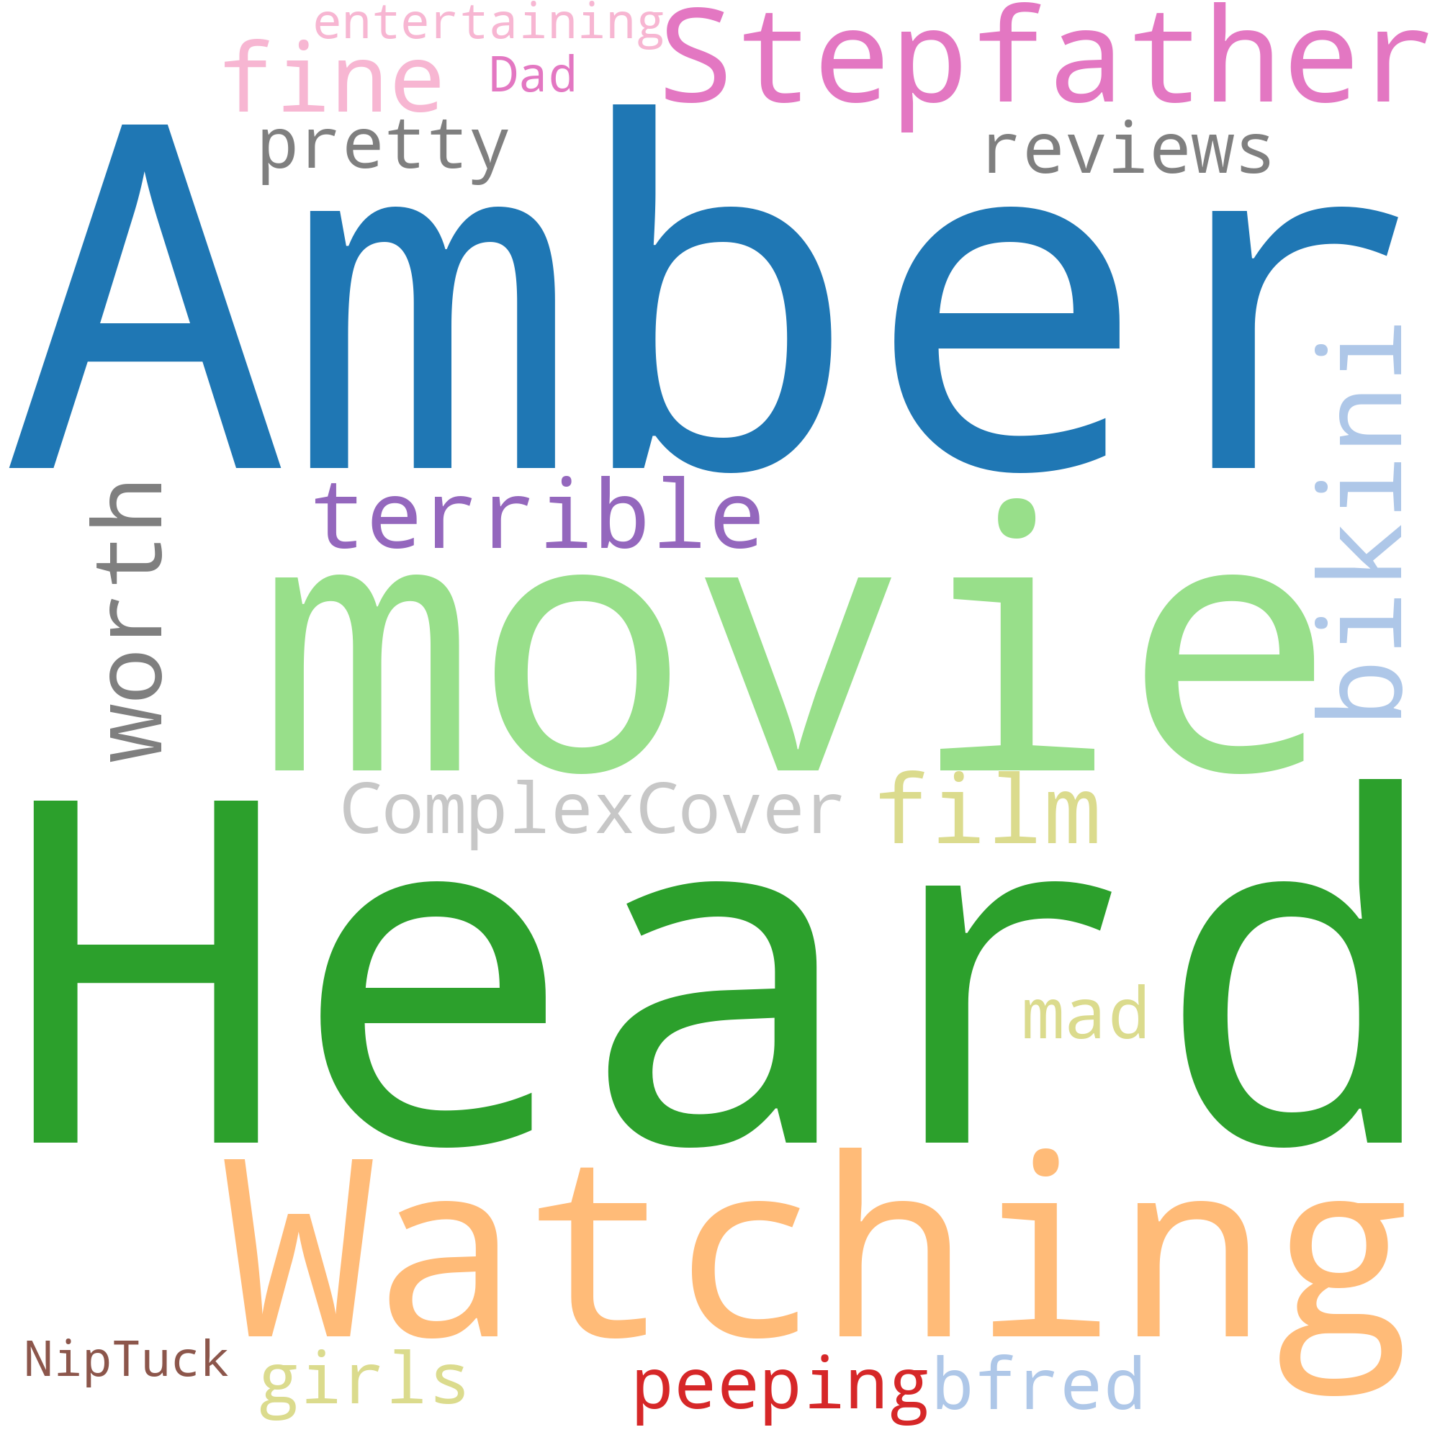 entertaining
Stepfather
fine
Dad
pretty
reviews
Amber
bikini
worth
terrible
movie
ComplexCover
film
Heard
mad
Watching
NipTuck
girls
peeping
bfred